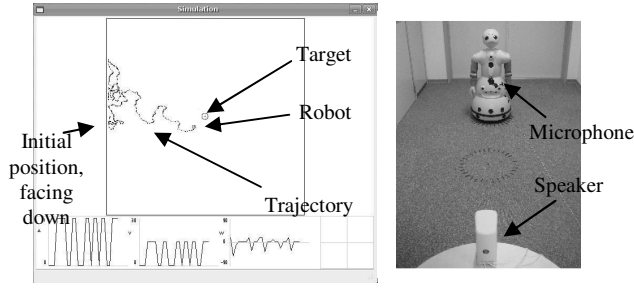 Simulation
Target
Robot
Initial
position,
facing
down
Trajectory
Microphone
Speaker